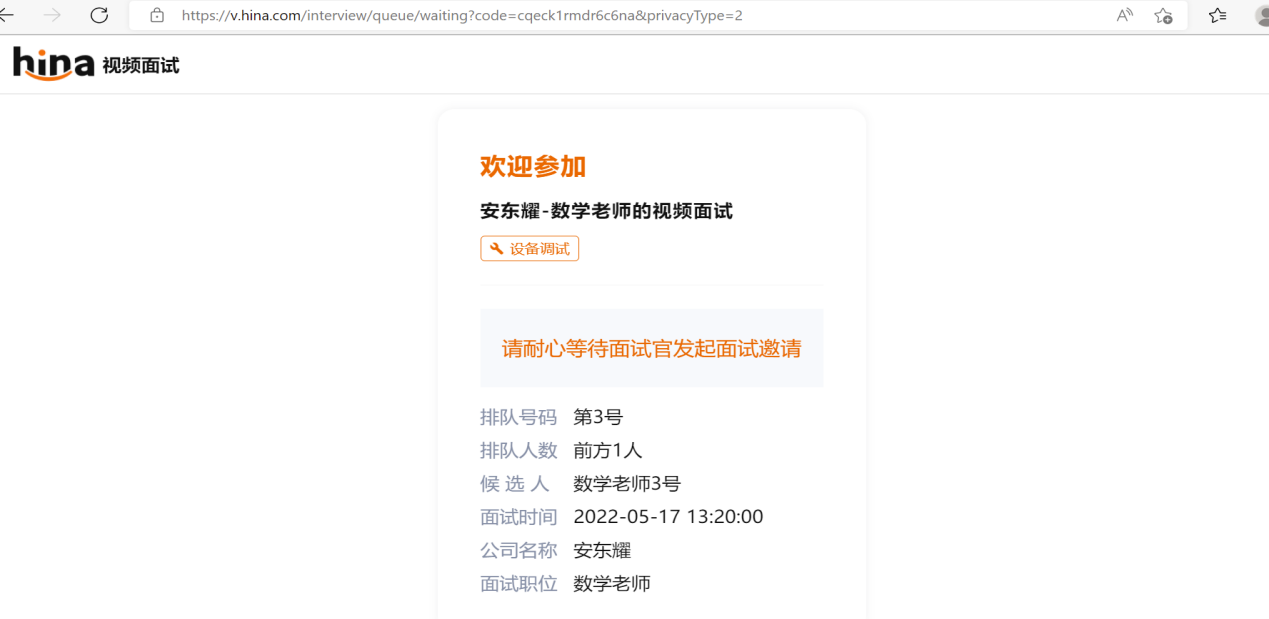 https://v.hina.com/interview/queue/waiting?code=cqeck1rmdr6c6na&privacyType=2
hina 视频面试
欢迎参加
安东耀-数学老师的视频面试
设备调试
请耐心等待面试官发起面试邀请
排队号码 第3号
排队人数 前方1人
候选人 数学老师3号
面试时间 2022-05-17 13:20:00
公司名称 安东耀
面试职位 数学老师